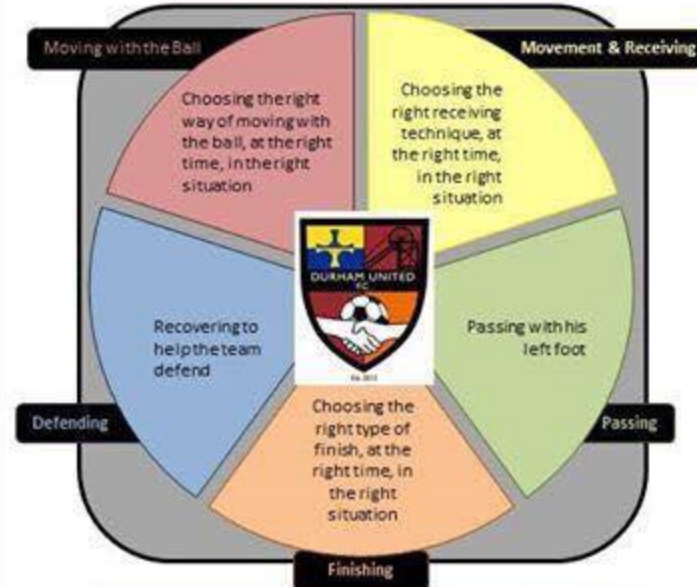 Moving with the Ball
Movement & Receiving
Choosing the right
way of moving with
the ball, at the right
time, in the right
situation
Choosing the
right receiving
technique, at
the right time,
in the right
situation
DURHAM UNITED
F.C.
Recovering to
help the team
defend
Passing with his
left foot
Choosing the
right type of
finish, at the
right time, in
the right
situation
Defending
Passing
Finishing